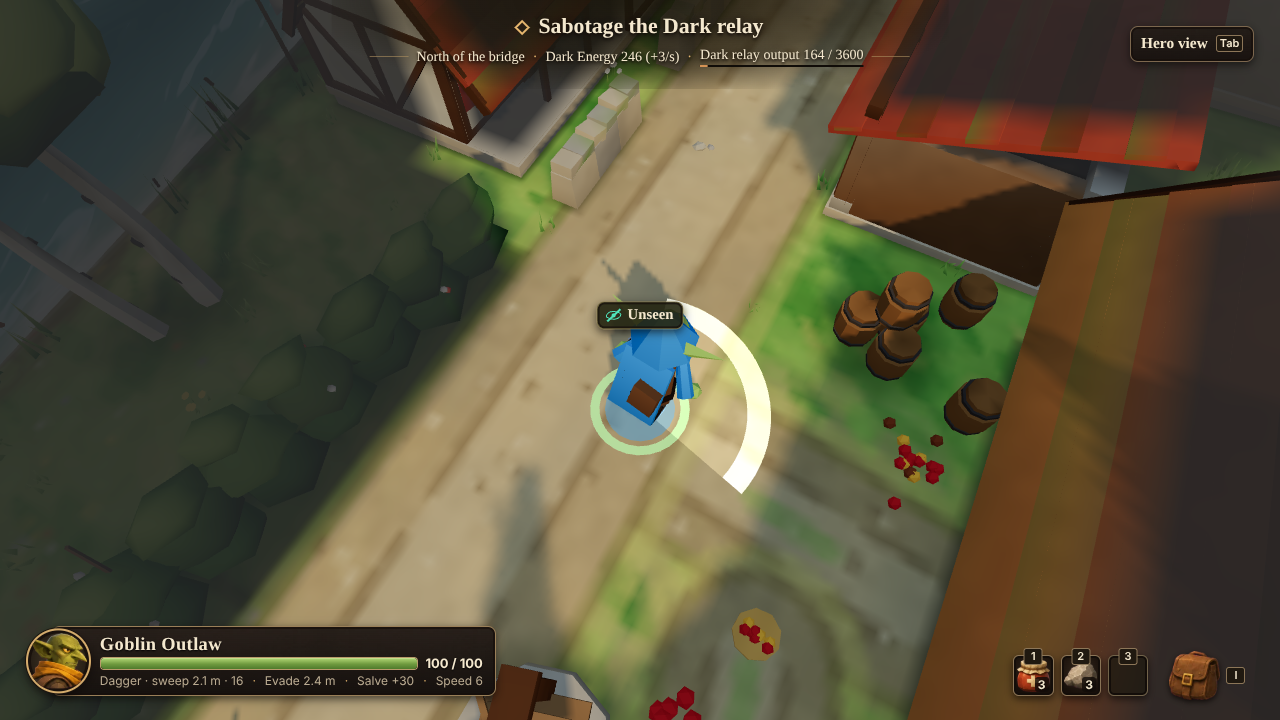 Sabotage the Dark relay
North of the bridge · Dark Energy 246 (+3/s) · Dark relay output 164 / 3600
Hero view Tab
Unseen
Goblin Outlaw
100 / 100
Dagger · sweep 2.1 m · 16 · Evade 2.4 m · Salve +30 · Speed 6
1 2 3
3 3
I